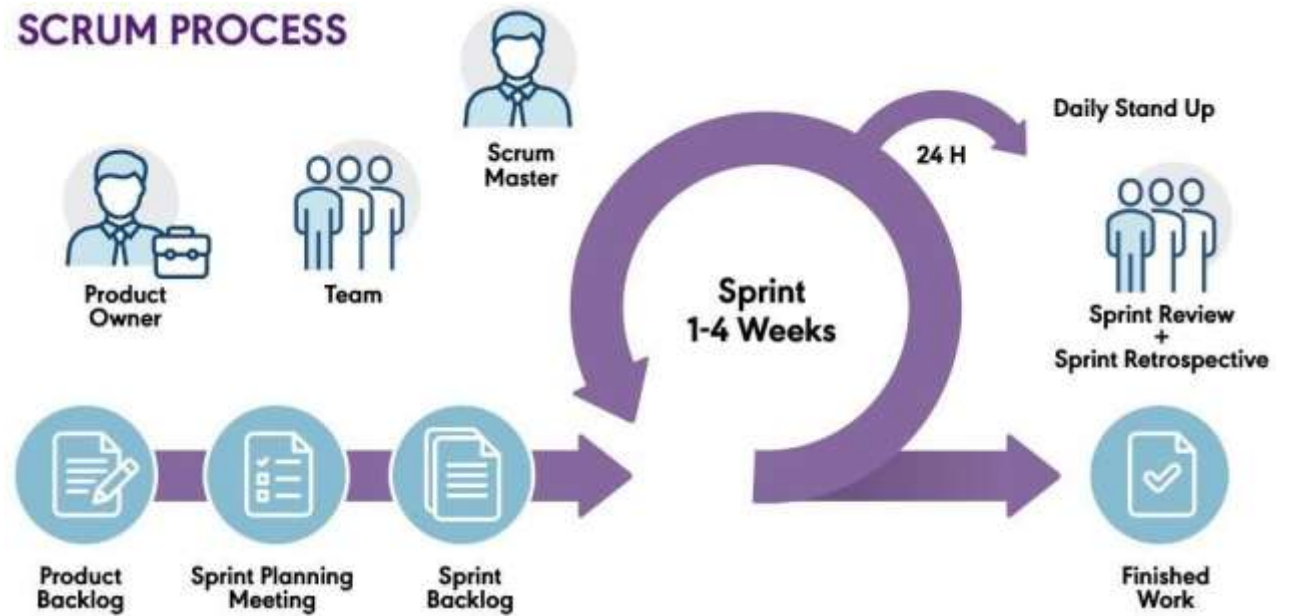 SCRUM PROCESS
Scrum
Master
Product
Owner
Team
Daily Stand Up
24 H
Sprint
1-4 Weeks
Sprint Review
+
Sprint Retrospective
Product
Backlog
Sprint Planning
Meeting
Sprint
Backlog
Finished
Work